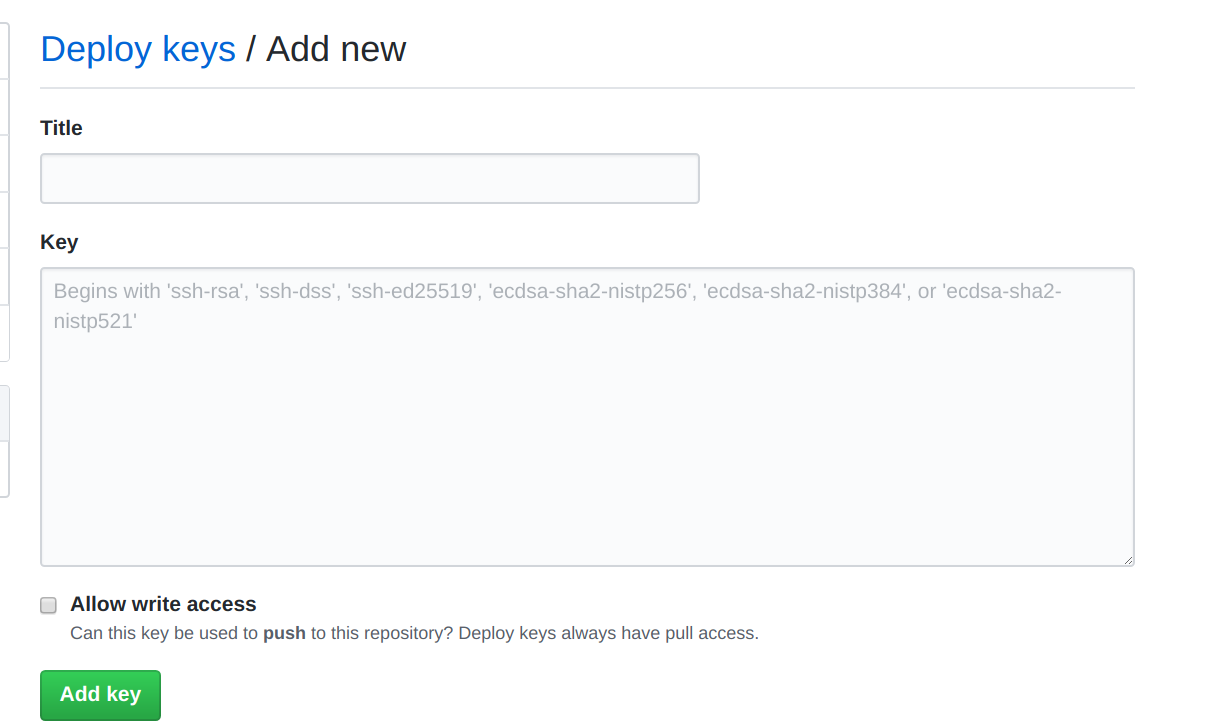 Deploy keys / Add new
Title
Key
Begins with 'ssh-rsa', 'ssh-dss', 'ssh-ed25519', 'ecdsa-sha2-nistp256', 'ecdsa-sha2-nistp384', or 'ecdsa-sha2-
nistp521'
Allow write access
Can this key be used to push to this repository? Deploy keys always have pull access.
Add key